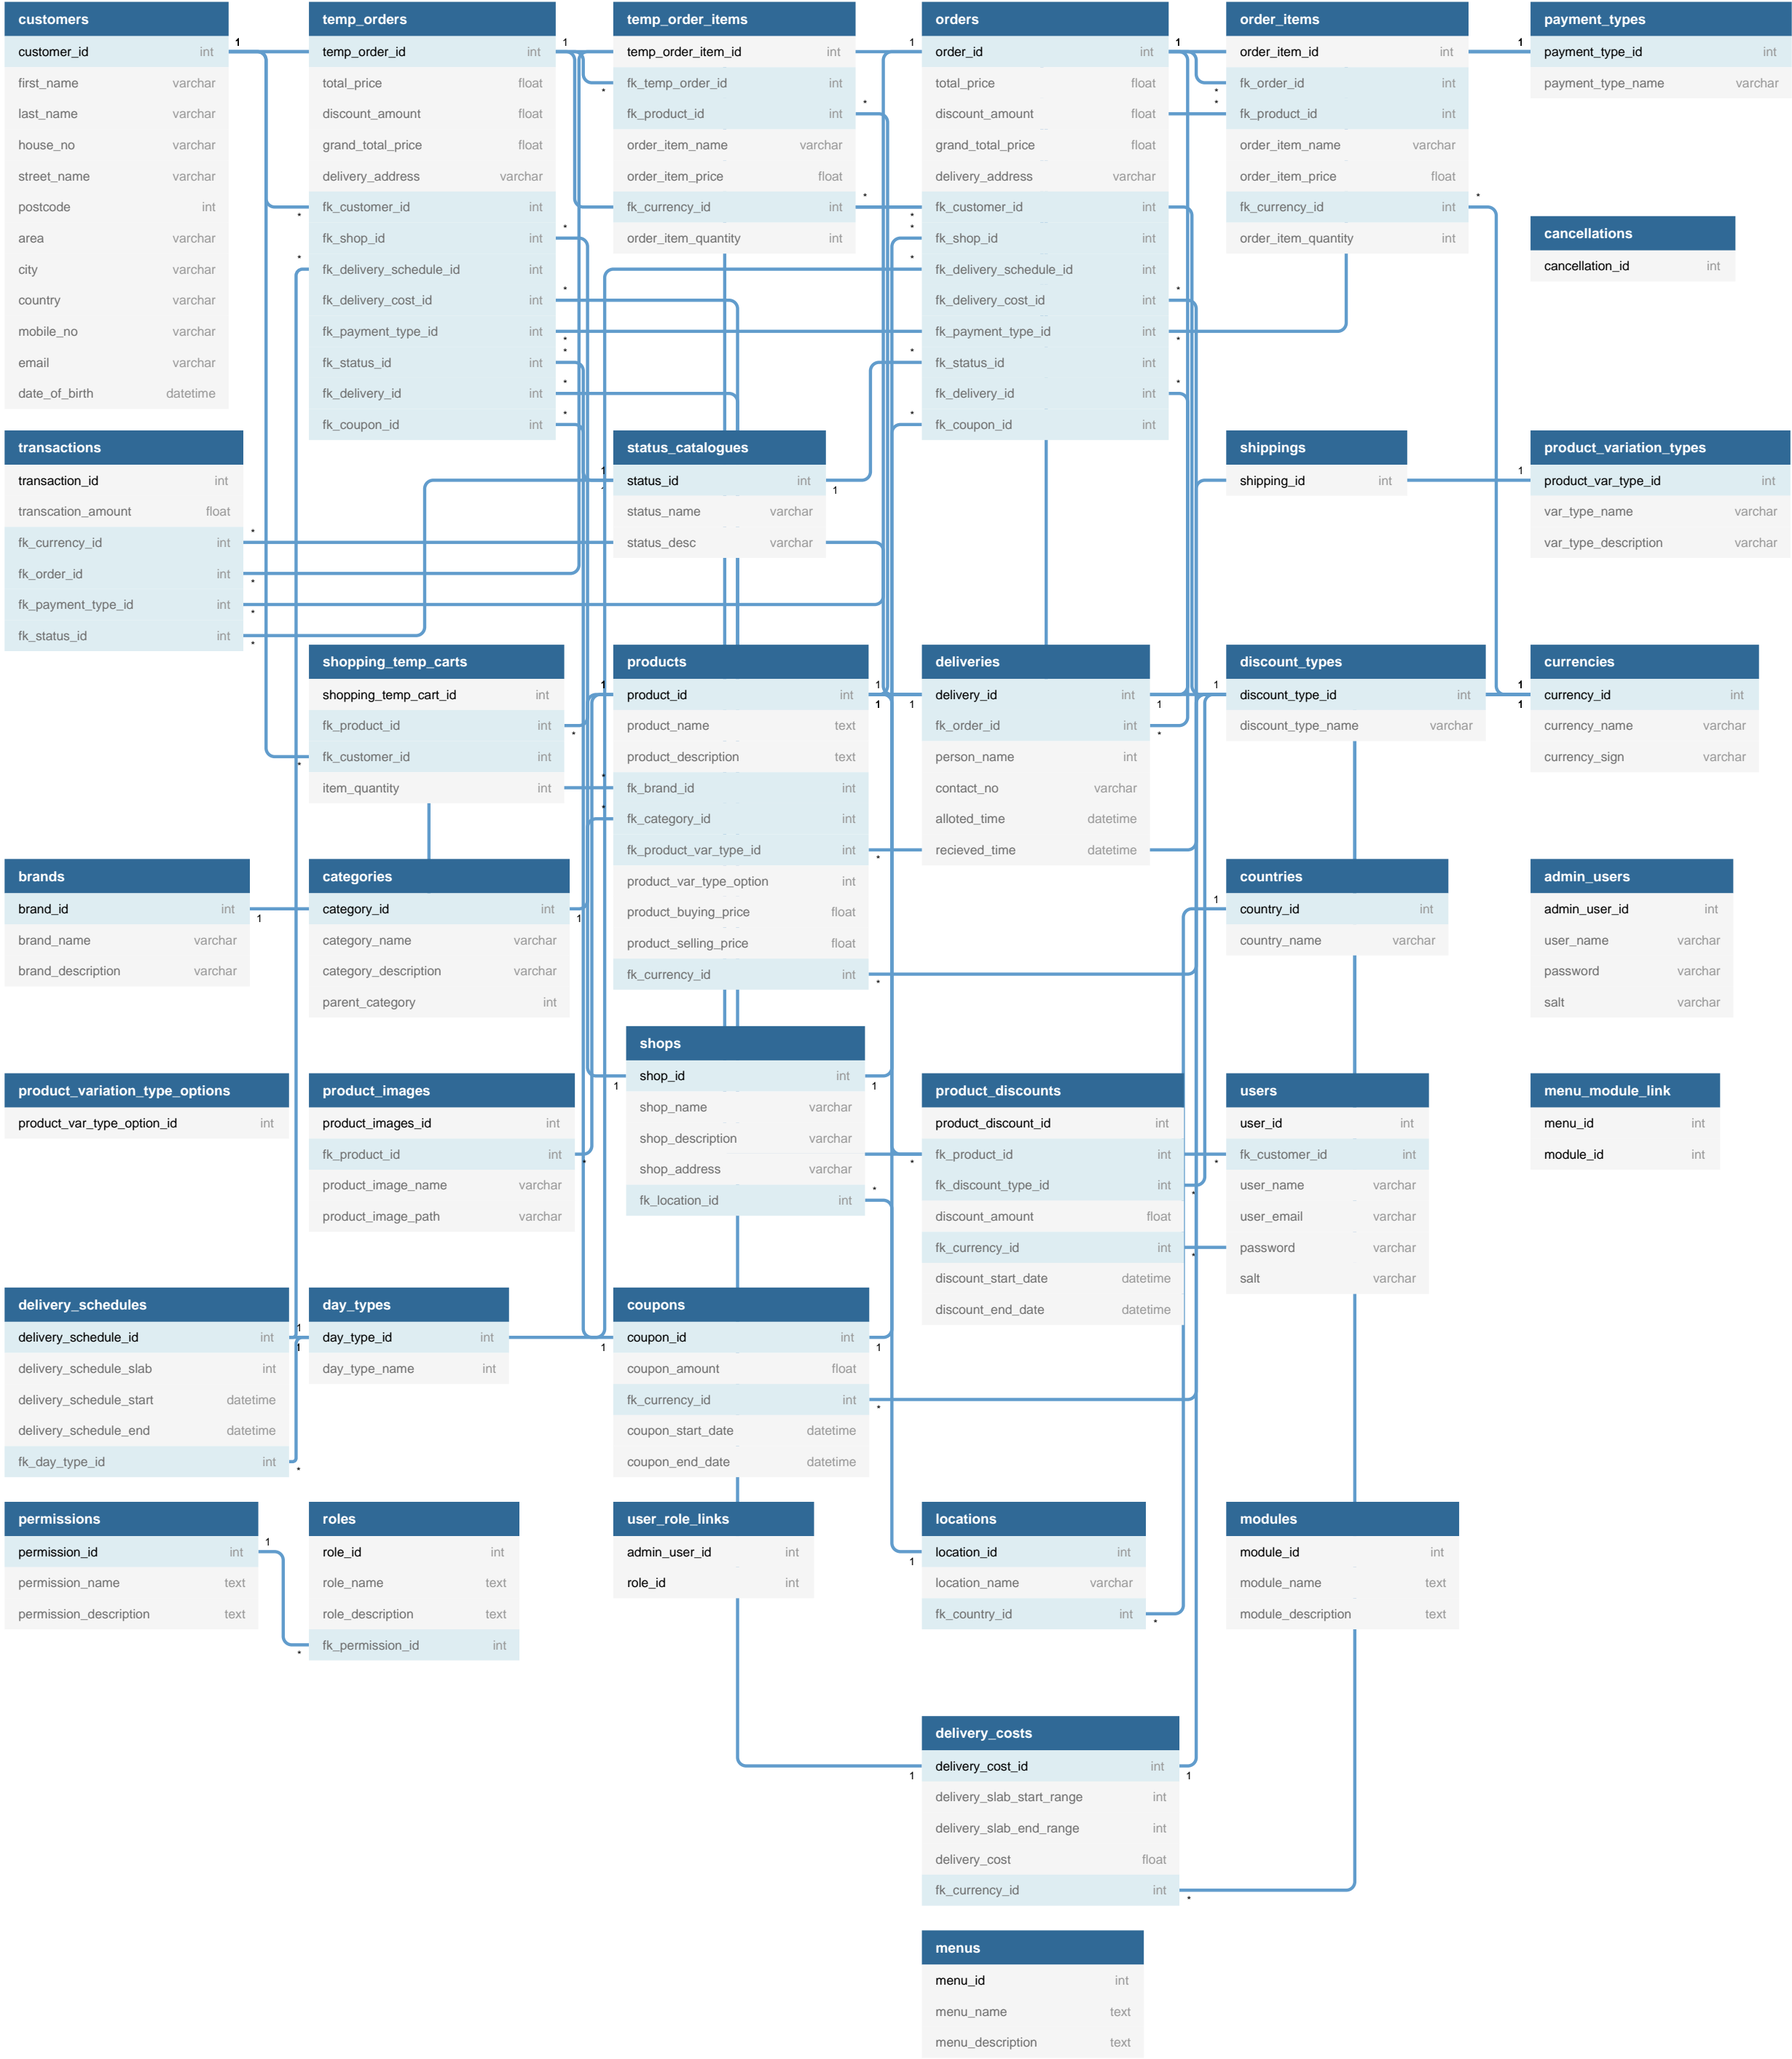 customers
customer_id int
first_name varchar
last_name varchar
house_no varchar
street_name varchar
postcode int
area varchar
city varchar
country varchar
mobile_no varchar
email varchar
date_of_birth datetime
temp_orders
temp_order_id int
total_price float
discount_amount float
grand_total_price float
delivery_address varchar
fk_customer_id int
fk_shop_id int
fk_delivery_schedule_id int
fk_delivery_cost_id int
fk_payment_type_id int
fk_status_id int
fk_delivery_id int
fk_coupon_id int
temp_order_items
temp_order_item_id int
fk_temp_order_id int
fk_product_id int
order_item_name varchar
order_item_price float
fk_currency_id int
order_item_quantity int
orders
order_id int
total_price float
discount_amount float
grand_total_price float
delivery_address varchar
fk_customer_id int
fk_shop_id int
fk_delivery_schedule_id int
fk_delivery_cost_id int
fk_payment_type_id int
fk_status_id int
fk_delivery_id int
fk_coupon_id int
order_items
order_item_id int
fk_order_id int
fk_product_id int
order_item_name varchar
order_item_price float
fk_currency_id int
order_item_quantity int
payment_types
payment_type_id int
payment_type_name varchar
cancellations
cancellation_id int
transactions
transaction_id int
transcation_amount float
fk_currency_id int
fk_order_id int
fk_payment_type_id int
fk_status_id int
status_catalogues
status_id int
status_name varchar
status_desc varchar
shippings
shipping_id int
product_variation_types
product_var_type_id int
var_type_name varchar
var_type_description varchar
shopping_temp_carts
shopping_temp_cart_id int
fk_product_id int
fk_customer_id int
item_quantity int
products
product_id int
product_name text
product_description text
fk_brand_id int
fk_category_id int
fk_product_var_type_id int
product_var_type_option int
product_buying_price float
product_selling_price float
fk_currency_id int
deliveries
delivery_id int
fk_order_id int
person_name int
contact_no varchar
alloted_time datetime
recieved_time datetime
discount_types
discount_type_id int
discount_type_name varchar
currencies
currency_id int
currency_name varchar
currency_sign varchar
brands
brand_id int
brand_name varchar
brand_description varchar
categories
category_id int
category_name varchar
category_description varchar
parent_category int
countries
country_id int
country_name varchar
admin_users
admin_user_id int
user_name varchar
password varchar
salt varchar
product_variation_type_options
product_var_type_option_id int
product_images
product_images_id int
fk_product_id int
product_image_name varchar
product_image_path varchar
shops
shop_id int
shop_name varchar
shop_description varchar
shop_address varchar
fk_location_id int
product_discounts
product_discount_id int
fk_product_id int
fk_discount_type_id int
discount_amount float
fk_currency_id int
discount_start_date datetime
discount_end_date datetime
users
user_id int
fk_customer_id int
user_name varchar
user_email varchar
password varchar
salt varchar
menu_module_link
menu_id int
module_id int
delivery_schedules
delivery_schedule_id int
delivery_schedule_slab int
delivery_schedule_start datetime
delivery_schedule_end datetime
fk_day_type_id int
day_types
day_type_id int
day_type_name int
coupons
coupon_id int
coupon_amount float
fk_currency_id int
coupon_start_date datetime
coupon_end_date datetime
permissions
permission_id int
permission_name text
permission_description text
roles
role_id int
role_name text
role_description text
fk_permission_id int
user_role_links
admin_user_id int
role_id int
locations
location_id int
location_name varchar
fk_country_id int
modules
module_id int
module_name text
module_description text
delivery_costs
delivery_cost_id int
delivery_slab_start_range int
delivery_slab_end_range int
delivery_cost float
fk_currency_id int
menus
menu_id int
menu_name text
menu_description text